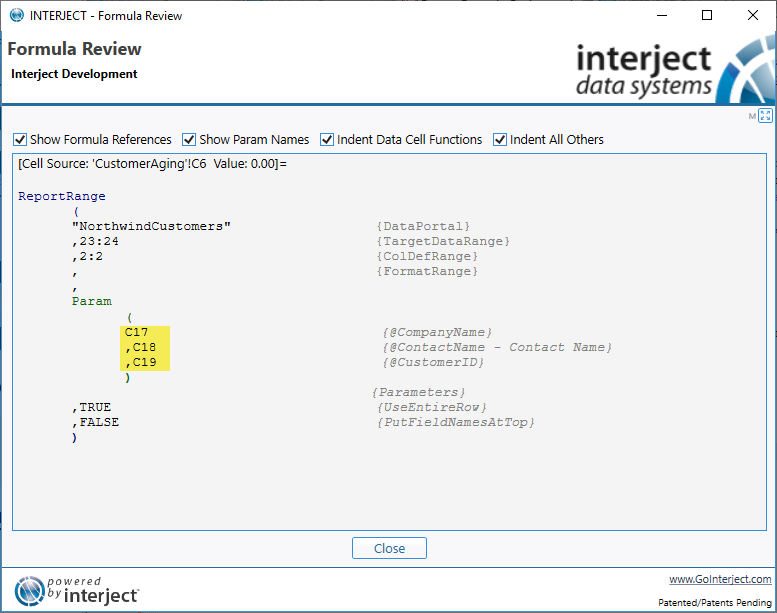 INTERJECT - Formula Review
Formula Review
Interject Development
interject
data systems
M
Show Formula References Show Param Names Indent Data Cell Functions Indent All Others
[Cell Source: 'CustomerAging'!C6 Value: 0.00]=
ReportRange
(
"NorthwindCustomers" {DataPortal}
,23:24 {TargetDataRange}
,2:2 {ColDefRange}
, {FormatRange}
,
Param
(
C17 {@CompanyName}
,C18 {@ContactName - Contact Name}
,C19 {@CustomerID}
)
{Parameters}
,TRUE {UseEntireRow}
,FALSE {PutFieldNamesAtTop}
)
Close
powered
by interject
www.GoInterject.com
Patented/Patents Pending